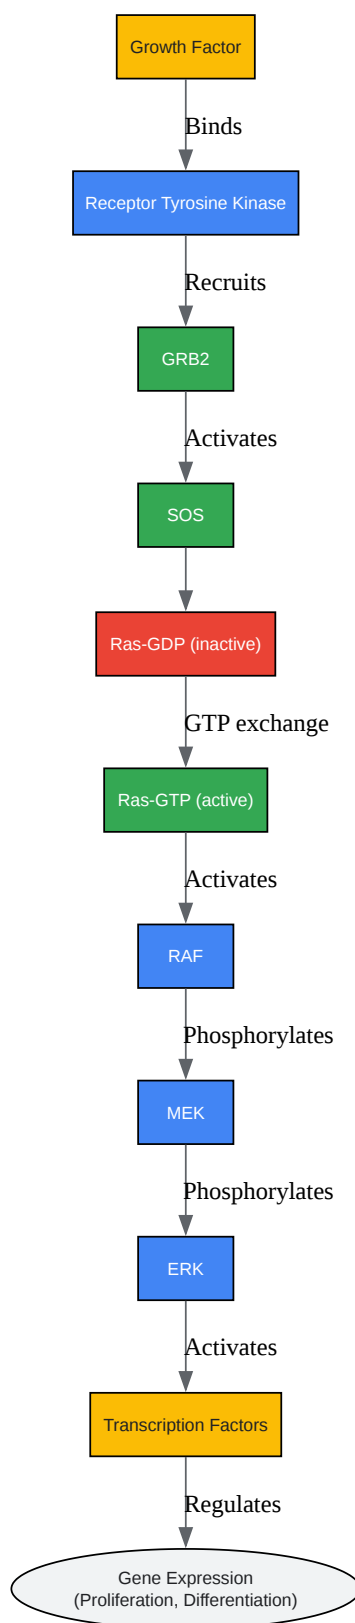 Growth Factor
Binds
Receptor Tyrosine Kinase
Recruits
GRB2
Activates
SOS
Ras-GDP (inactive)
GTP exchange
Ras-GTP (active)
Activates
RAF
Phosphorylates
MEK
Phosphorylates
ERK
Activates
Transcription Factors
Regulates
Gene Expression
(Proliferation, Differentiation)